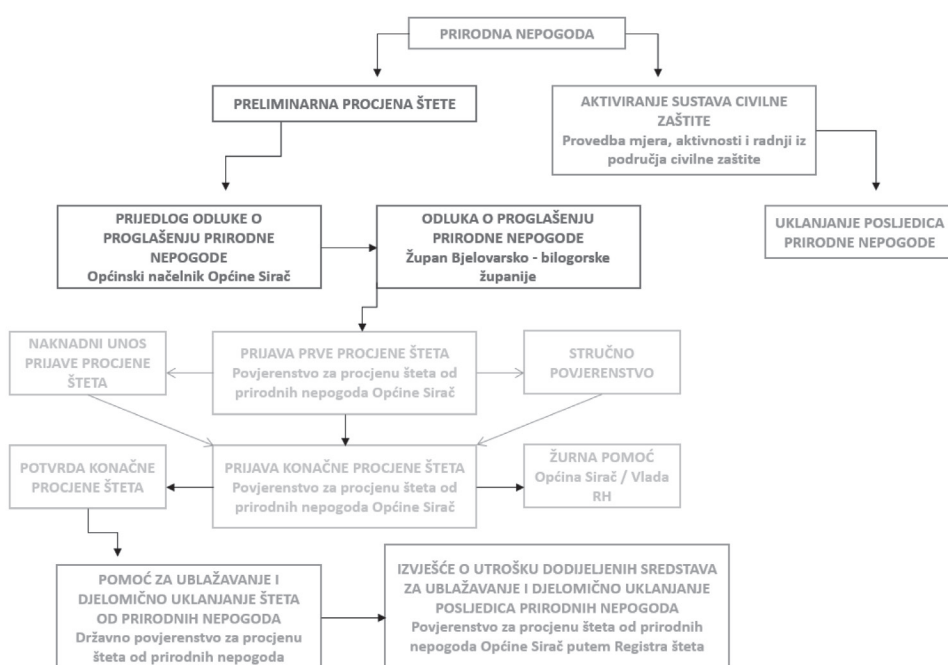 PRIRODNA NEPOGODA
PRELIMINARNA PROCJENA ŠTETE
AKTIVIRANJE SUSTAVA CIVILNE
ZAŠTITE
Provedba mjera, aktivnosti i radnji iz
područja civilne zaštite
PRIJEDLOG ODLUKE O
PROGLAŠENJU PRIRODNE
NEPOGODE
Općinski načelnik Općine Sirač
ODLUKA O PROGLAŠENJU
PRIRODNE NEPOGODE
Župan Bjelovarsko - bilogorske
županije
UKLANJANJE POSLJEDICA
PRIRODNE NEPOGODE
NAKNADNI UNOS
PRIJAVE PROCJENE
ŠTETA
PRIJAVA PRVE PROCJENE ŠTETA
Povjerenstvo za procjenu šteta od
prirodnih nepogoda Općine Sirač
STRUČNO
POVJERENSTVO
POTVRDA KONAČNE
PROCJENE ŠTETA
PRIJAVA KONAČNE PROCJENE ŠTETA
Povjerenstvo za procjenu šteta od
prirodnih nepogoda Općine Sirač
ŽURNA POMOĆ
Općina Sirač / Vlada
RH
POMOĆ ZA UBLAŽAVANJE I
DJELOMIČNO UKLANJANJE ŠTETA
OD PRIRODNIH NEPOGODA
Državno povjerenstvo za procjenu
šteta od prirodnih nepogoda
IZVJEŠĆE O UTROŠKU DODIJELJENIH SREDSTAVA
ZA UBLAŽAVANJE I DJELOMIČNO UKLANJANJE
POSLJEDICA PRIRODNIH NEPOGODA
Povjerenstvo za procjenu šteta od prirodnih
nepogoda Općine Sirač putem Registra šteta